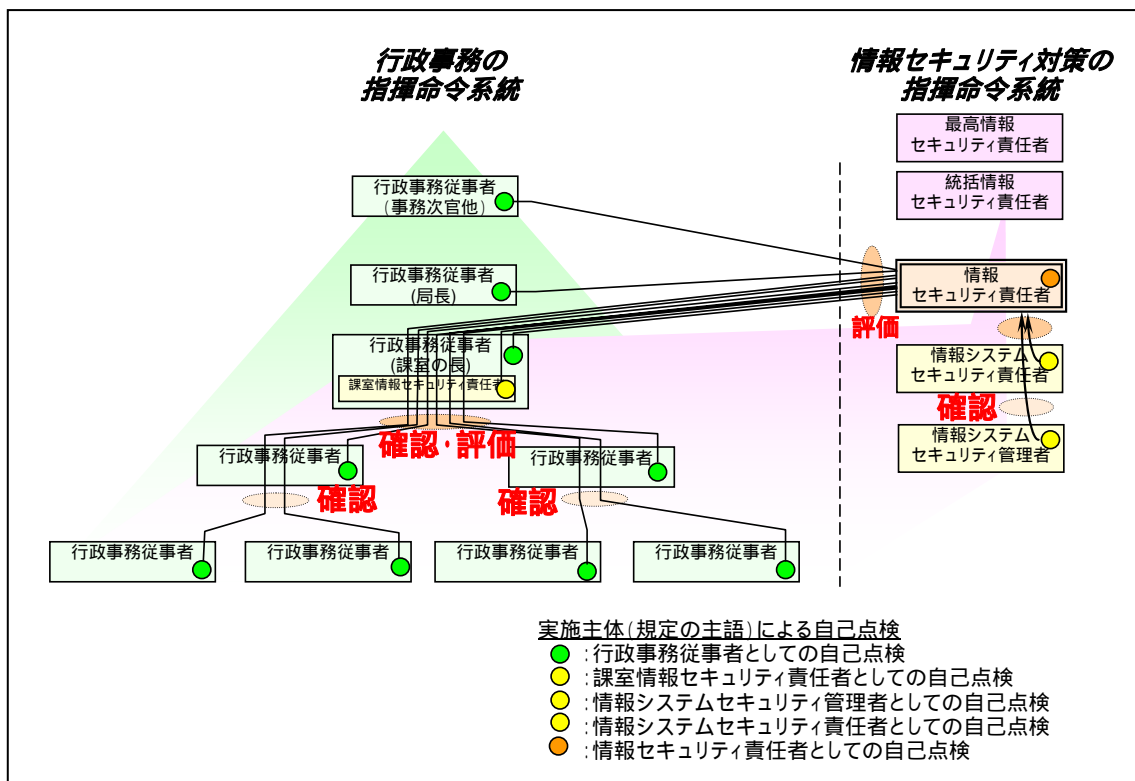 行政事務の
指揮命令系統
情報セキュリティ対策の
指揮命令系統
最高情報
セキュリティ責任者
統括情報
セキュリティ責任者
行政事務従事者
(事務次官他)
行政事務従事者
(局長)
情報
セキュリティ責任者
評価
行政事務従事者
(課室の長)
課室情報セキュリティ責任者
情報システム
セキュリティ責任者
確認
確認・評価
情報システム
セキュリティ管理者
行政事務従事者
行政事務従事者
確認
確認
行政事務従事者
行政事務従事者
行政事務従事者
行政事務従事者
実施主体(規定の主語)による自己点検
:行政事務従事者としての自己点検
:課室情報セキュリティ責任者としての自己点検
:情報システムセキュリティ管理者としての自己点検
:情報システムセキュリティ責任者としての自己点検
:情報セキュリティ責任者としての自己点検